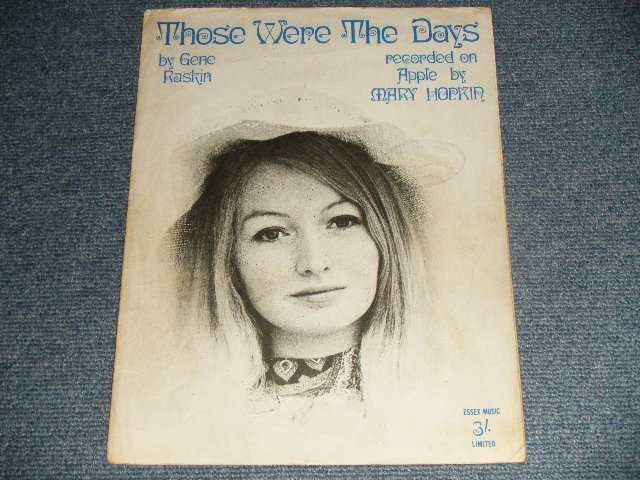 Those Were The Days
by Gene
Raskin
recorded on
Apple by
MARY HOPKIN
ESSEX MUSIC
3/-
LIMITED